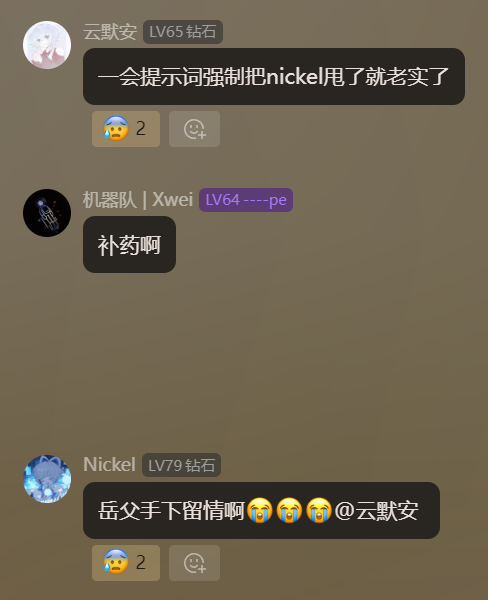 云默安 LV65 钻石
一会提示词强制把nickel甩了就老实了
😰 2
机器队 | Xwei LV64 ----pe
补药啊
Nickel LV79 钻石
岳父手下留情啊😭😭😭@云默安
😰 2